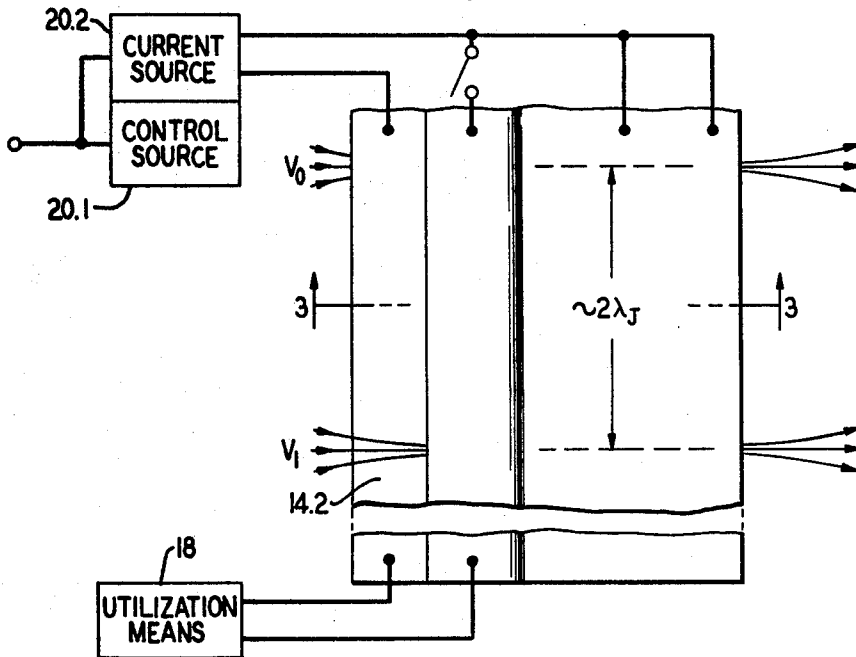 20.2
CURRENT
SOURCE
CONTROL
SOURCE
20.1
V₀
3
3
~2λJ
V₁
14.2
18
UTILIZATION
MEANS